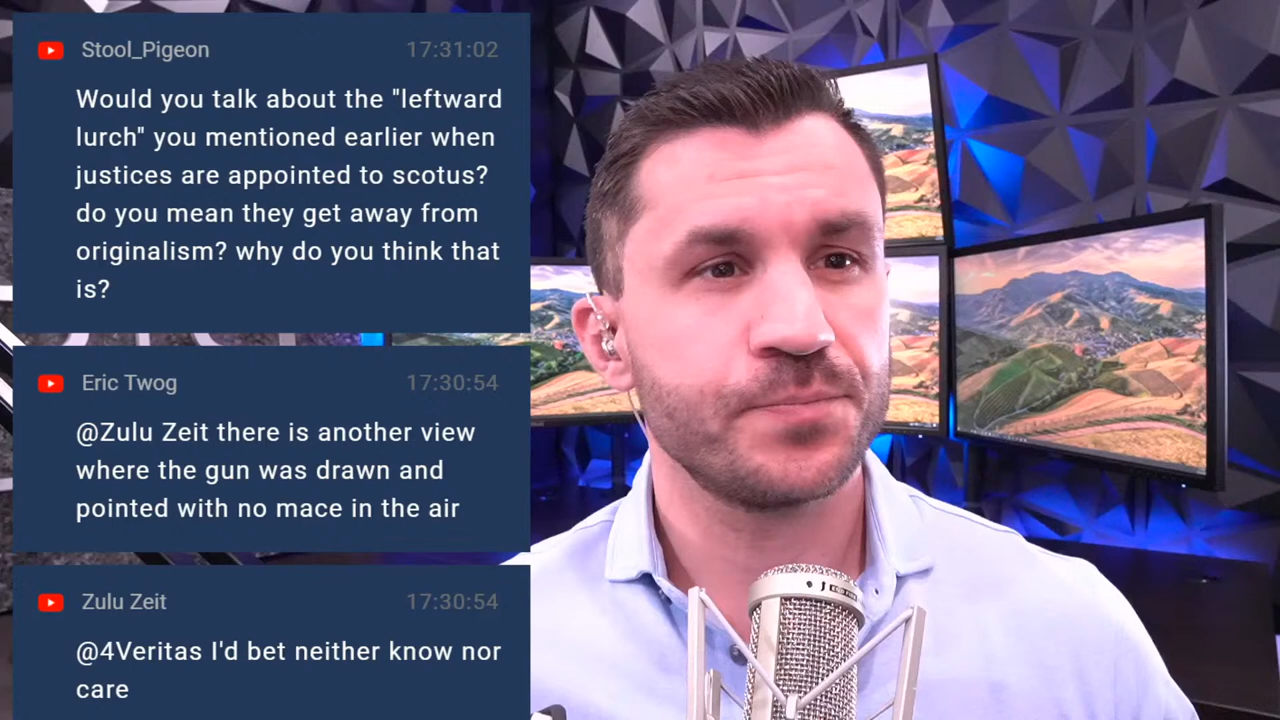 Stool_Pigeon 17:31:02
Would you talk about the "leftward
lurch" you mentioned earlier when
justices are appointed to scotus?
do you mean they get away from
originalism? why do you think that
is?
Eric Twog 17:30:54
@Zulu Zeit there is another view
where the gun was drawn and
pointed with no mace in the air
Zulu Zeit 17:30:54
@4Veritas I'd bet neither know nor
care